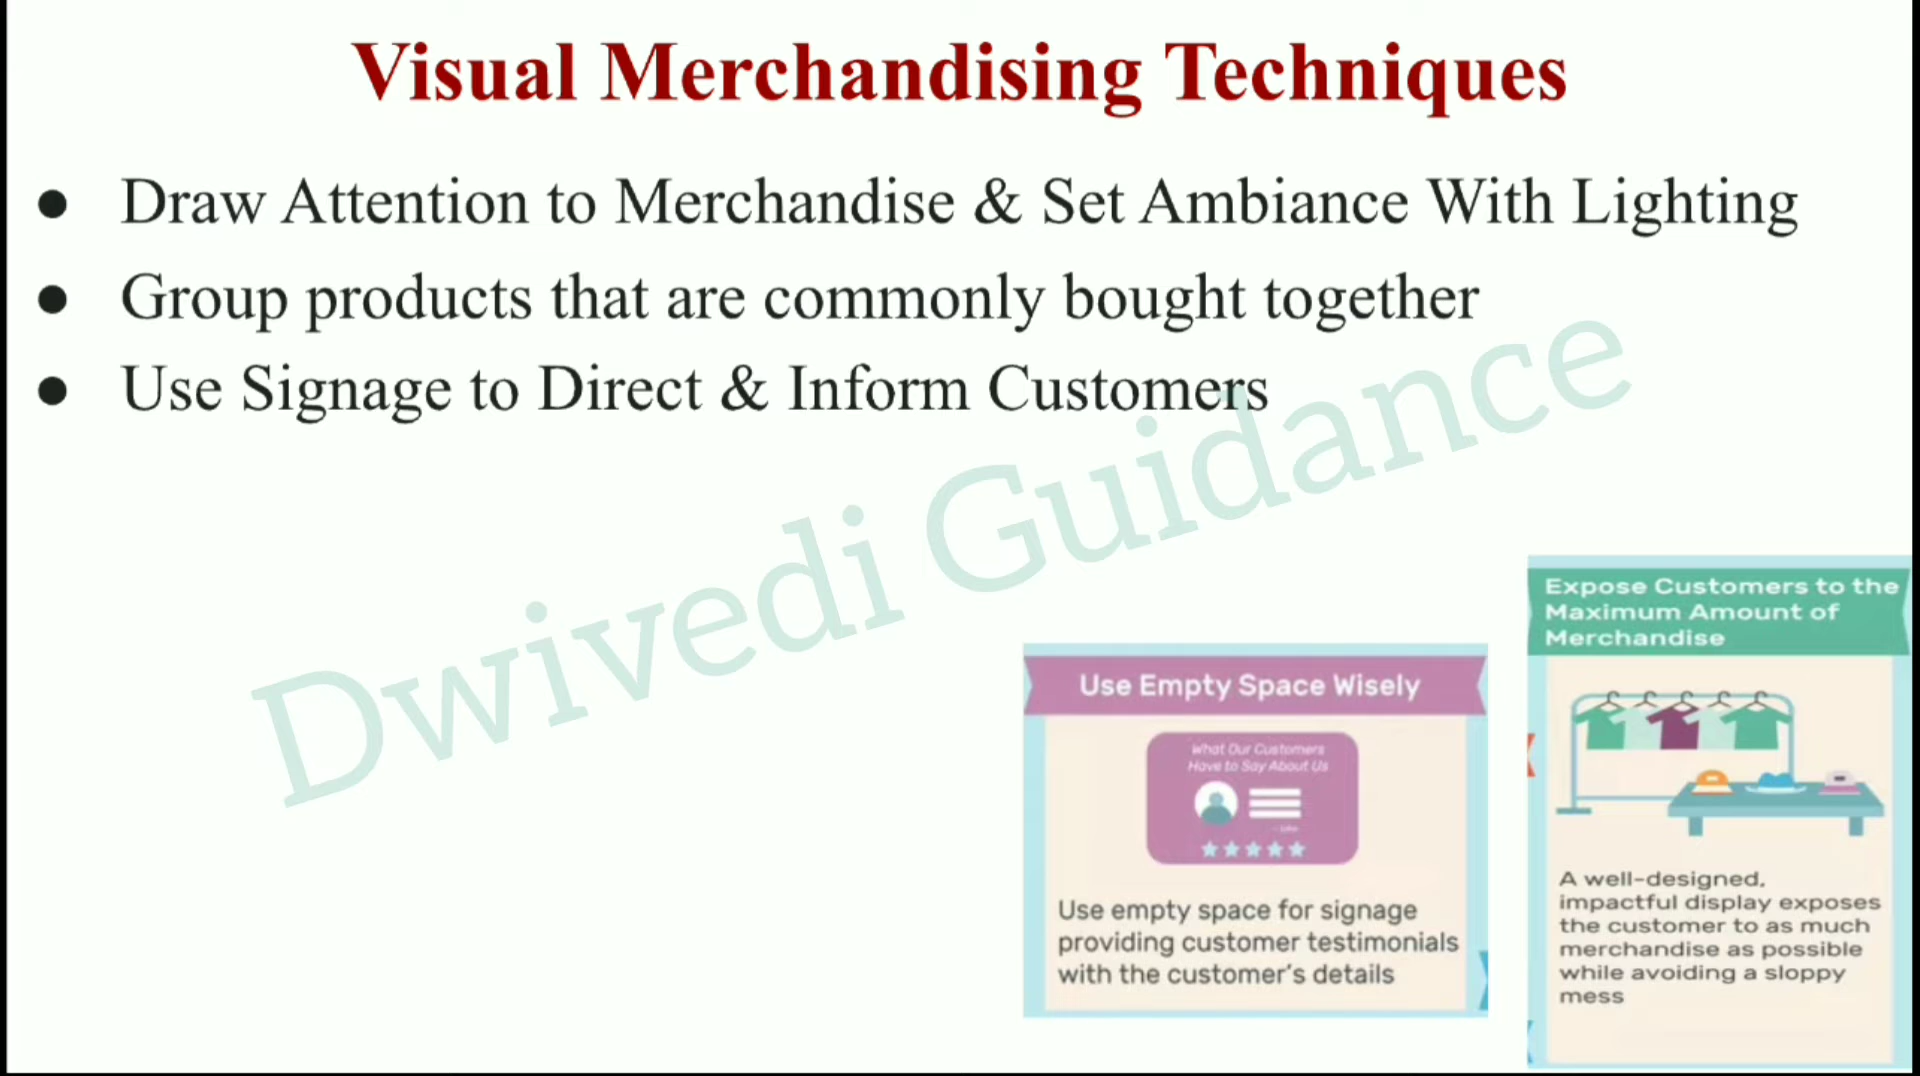 Visual Merchandising Techniques
● Draw Attention to Merchandise & Set Ambiance With Lighting
● Group products that are commonly bought together
● Use Signage to Direct & Inform Customers
Dwivedi Guidance
Use Empty Space Wisely
What Our Customers
Have to Say About Us
Use empty space for signage
providing customer testimonials
with the customer's details
Expose Customers to the
Maximum Amount of
Merchandise
A well-designed,
impactful display exposes
the customer to as much
merchandise as possible
while avoiding a sloppy
mess